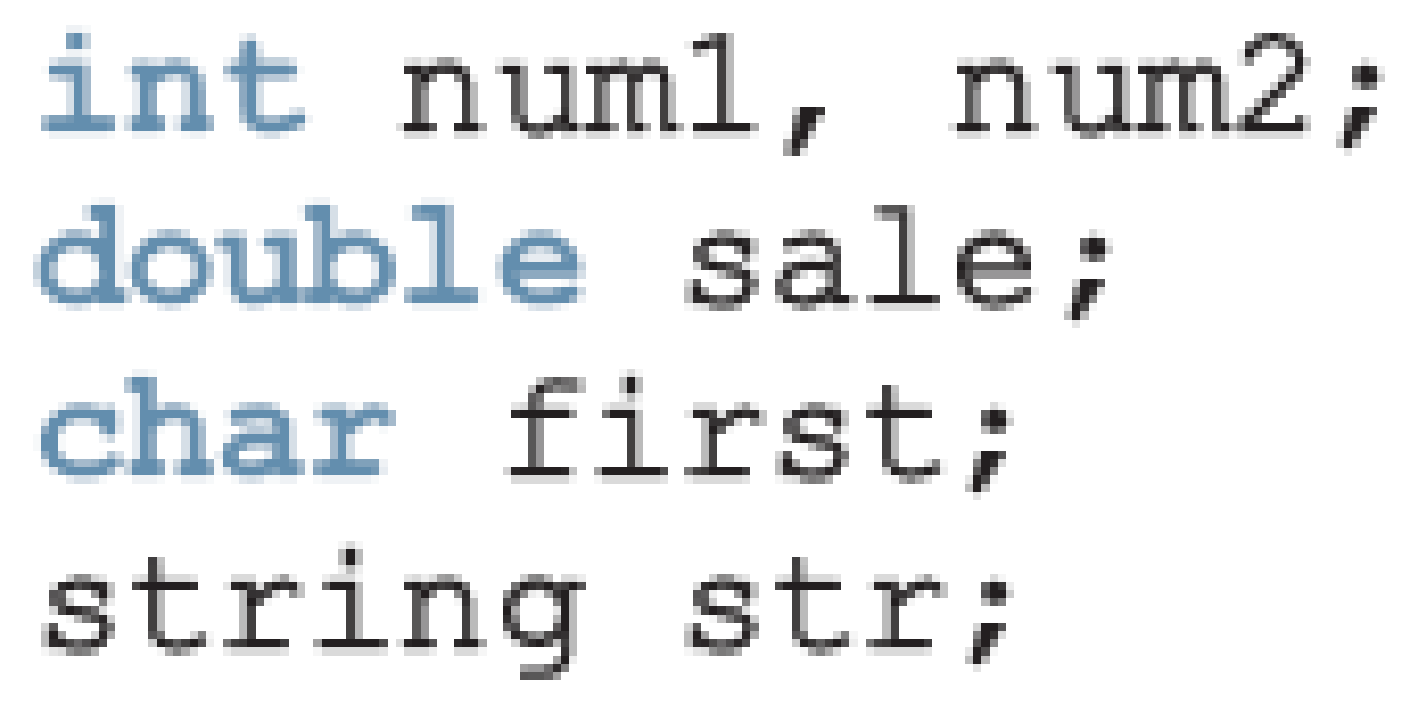 int num1, num2;
double sale;
char first;
string str;